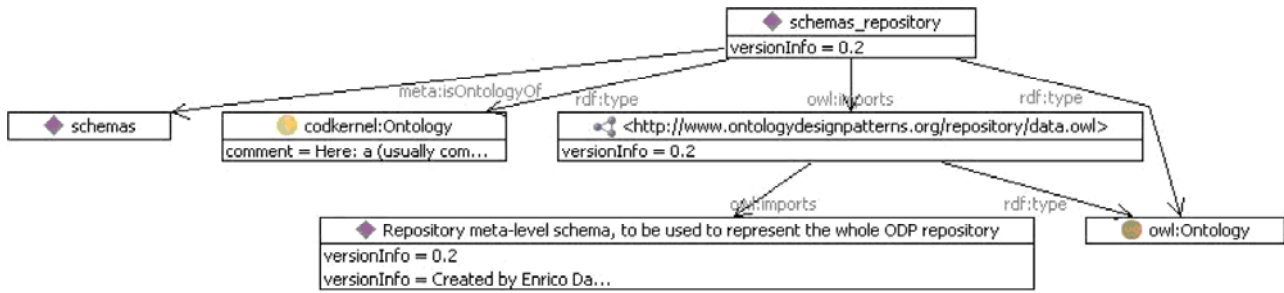 schemas_repository
versionInfo = 0.2
meta:isOntologyOf
rdf:type
owl:imports
rdf:type
schemas
codkernel:Ontology
<http://www.ontologydesignpatterns.org/repository/data.owl>
comment = Here: a (usually com...
versionInfo = 0.2
owl:imports
rdf:type
Repository meta-level schema, to be used to represent the whole ODP repository
owl:Ontology
versionInfo = 0.2
versionInfo = Created by Enrico Da...